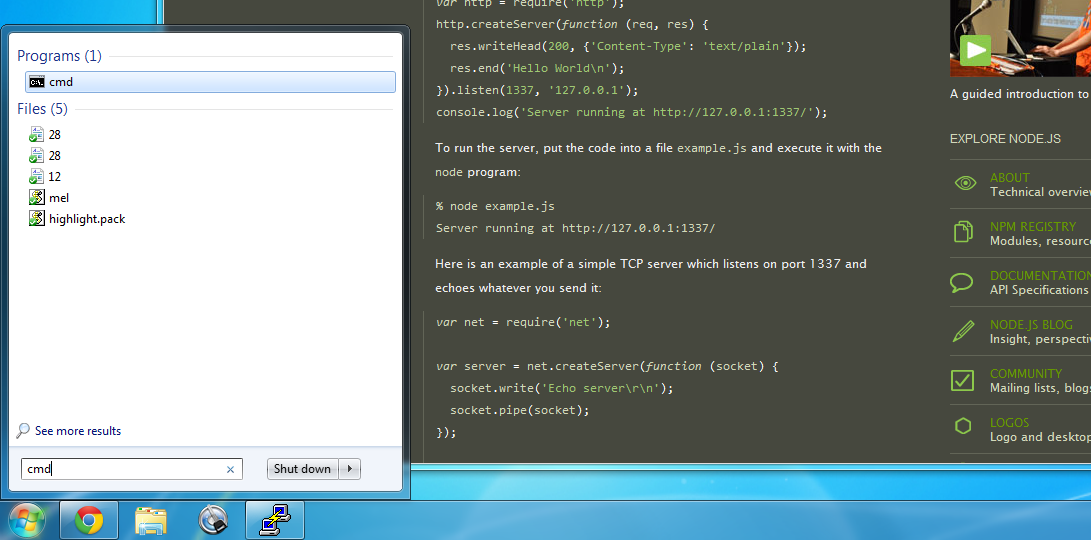 Programs (1)
cmd
Files (5)
28
28
12
mel
highlight.pack
See more results
cmd
Shut down
var http = require('http');
http.createServer(function (req, res) {
res.writeHead(200, {'Content-Type': 'text/plain'});
res.end('Hello World\n');
}).listen(1337, '127.0.0.1');
console.log('Server running at http://127.0.0.1:1337/');
To run the server, put the code into a file example.js and execute it with the
node program:
% node example.js
Server running at http://127.0.0.1:1337/
Here is an example of a simple TCP server which listens on port 1337 and
echoes whatever you send it:
var net = require('net');
var server = net.createServer(function (socket) {
socket.write('Echo server\r\n');
socket.pipe(socket);
});
A guided introduction to
EXPLORE NODE.JS
ABOUT
Technical overvie
NPM REGISTRY
Modules, resourc
DOCUMENTATION
API Specifications
NODE.JS BLOG
Insight, perspecti
COMMUNITY
Mailing lists, blogs
LOGOS
Logo and desktop